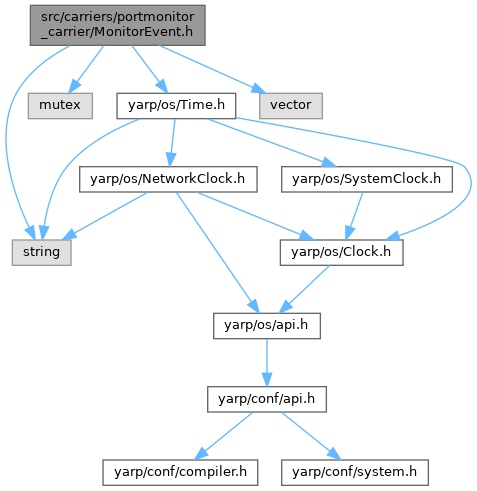 src/carriers/portmonitor
_carrier/MonitorEvent.h
mutex
yarp/os/Time.h
vector
yarp/os/NetworkClock.h
yarp/os/SystemClock.h
string
yarp/os/Clock.h
yarp/os/api.h
yarp/conf/api.h
yarp/conf/compiler.h
yarp/conf/system.h